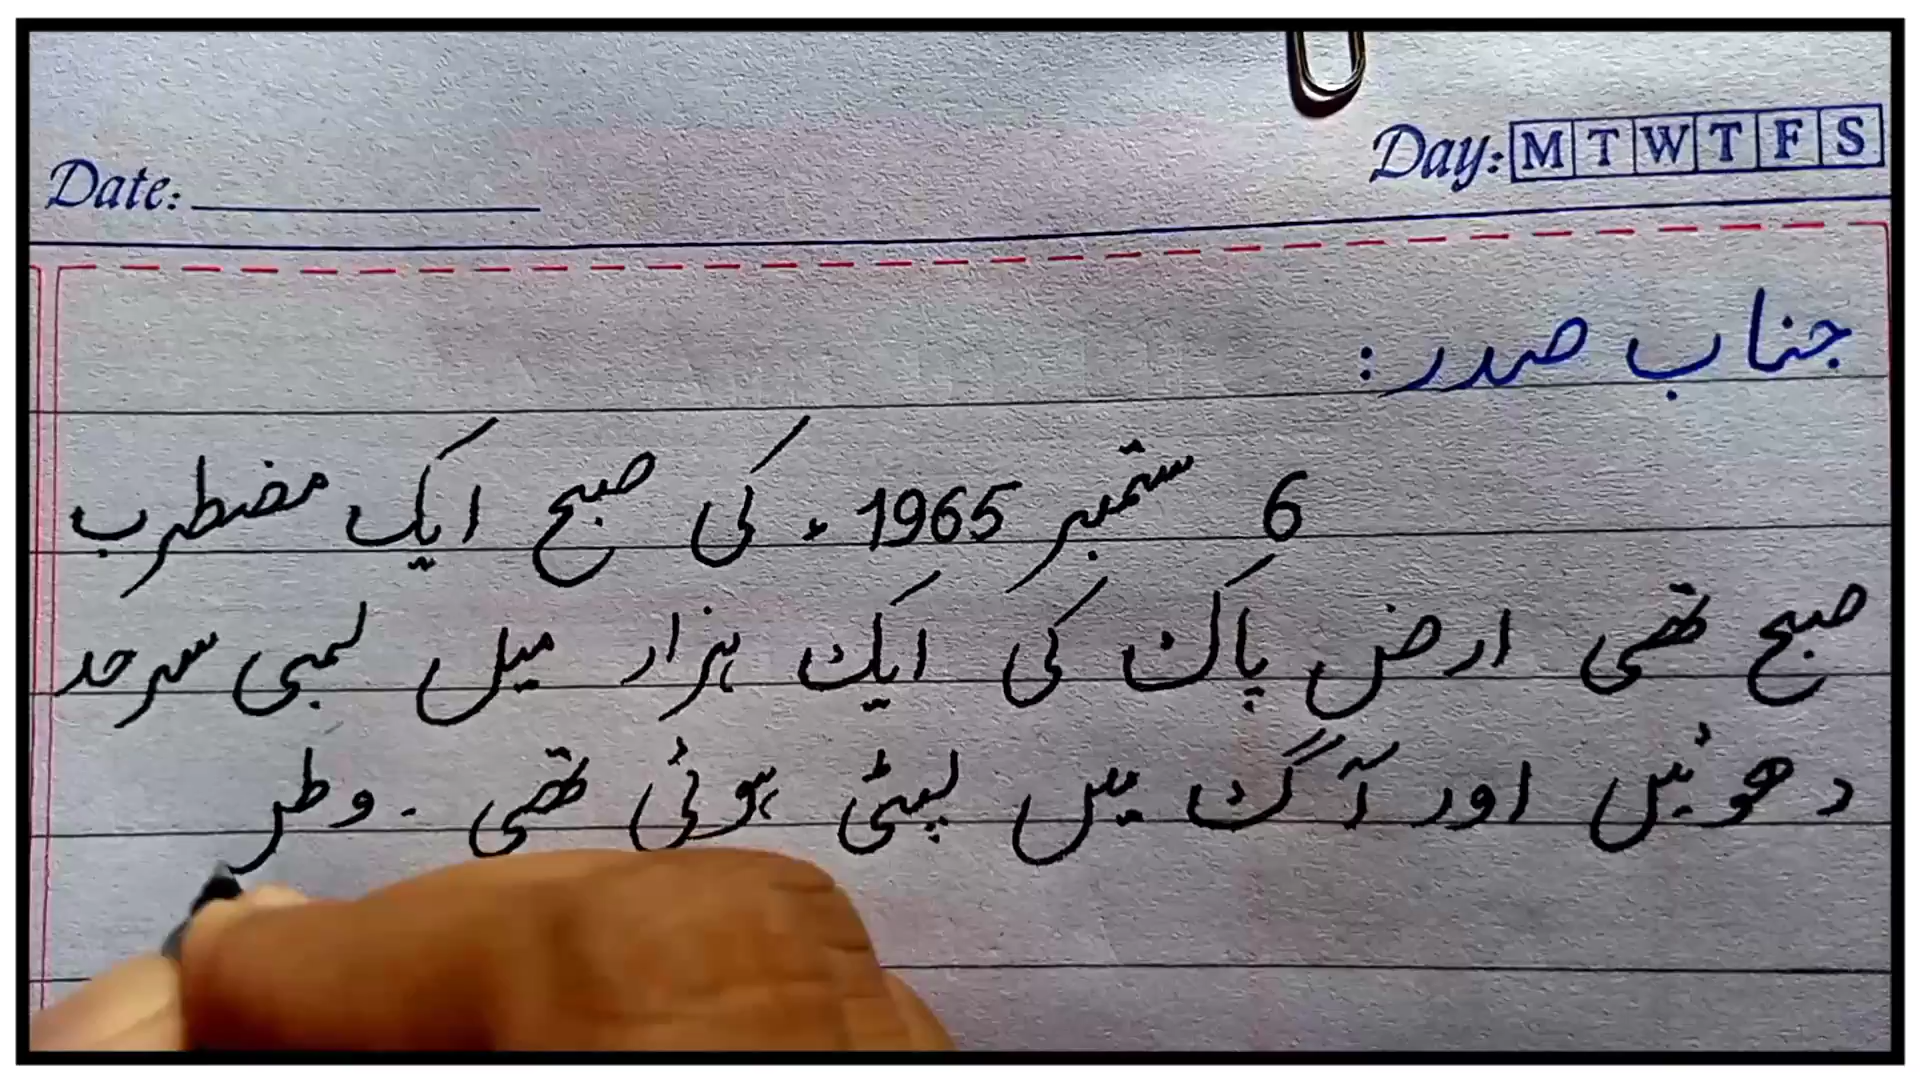 Date:
Day: M T W T F S
جناب صدر:
6 ستمبر 1965ء کی صبح ایک مضطرب
صبح تھی ارض پاک کی ایک ہزار میل لمبی سرحد
دھوئیں اور آگ میں لپٹی ہوئی تھی ۔ وطن